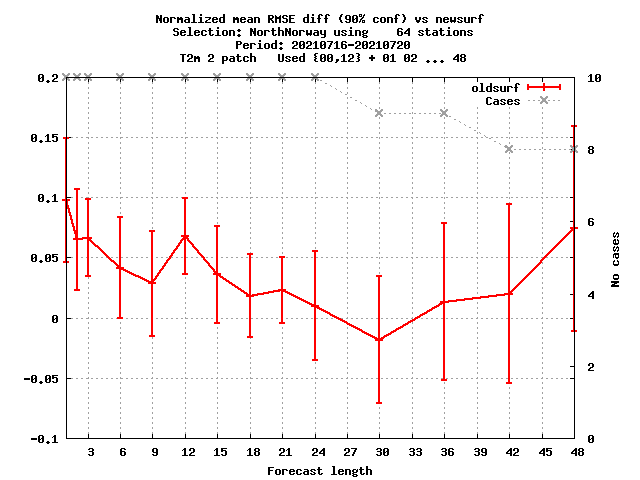 Normalized mean RMSE diff (90% conf) vs newsurf
Selection: NorthNorway using    64 stations
Period: 20210716-20210720
T2m 2 patch   Used {00,12} + 01 02 ... 48
oldsurf
Cases
0.2
0.15
0.1
0.05
0
-0.05
-0.1
10
8
6
4
2
0
No cases
3 6 9 12 15 18 21 24 27 30 33 36 39 42 45 48
Forecast length